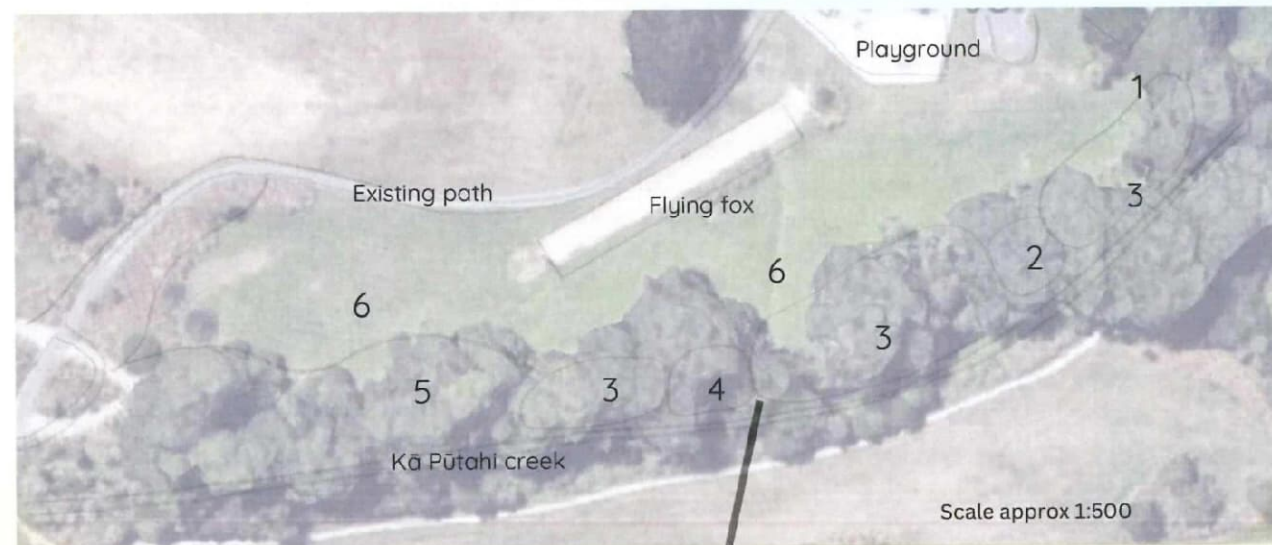 Playground
1
Existing path
Flying fox
3
2
6
6
3
5
3
4
Kā Pūtahi creek
Scale approx 1:500